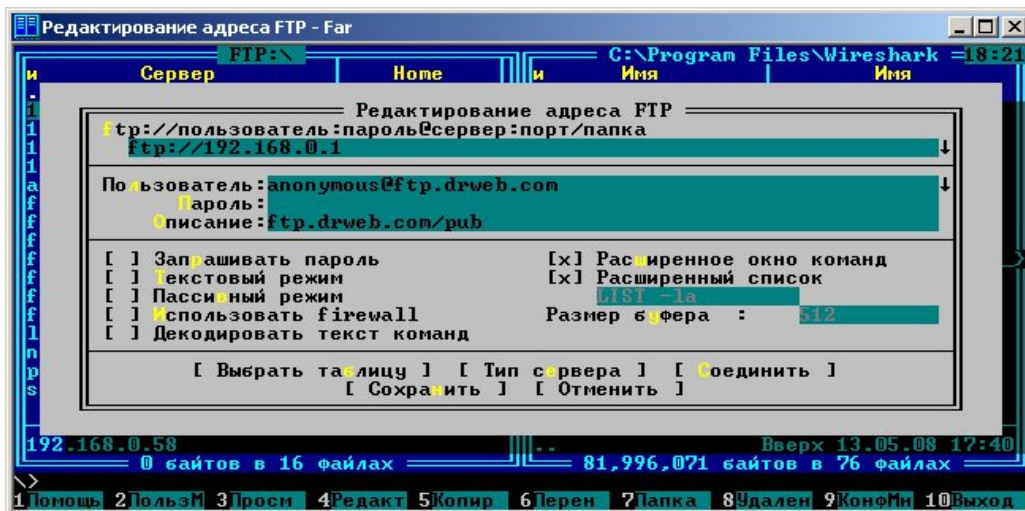 Редактирование адреса FTP - Far
FTP:\
C:\Program Files\Wireshark
18:21
и Сервер Home
и Имя Имя
Редактирование адреса FTP
ftp://пользователь:пароль@сервер:порт/папка
ftp://192.168.0.1
Пользователь:anonymous@ftp.drweb.com
Пароль:
Описание:ftp.drweb.com/pub
[ ] Запрашивать пароль
[ ] Текстовый режим
[ ] Пассивный режим
[ ] Использовать firewall
[ ] Декодировать текст команд
[x] Расширенное окно команд
[x] Расширенный список
LIST -la
Размер буфера : 512
[ Выбрать таблицу ] [ Тип сервера ] [ Соединить ]
[ Сохранить ] [ Отменить ]
192.168.0.58
.. Вверх 13.05.08 17:40
0 байтов в 16 файлах
81,996,071 байтов в 76 файлах
\>
1Помощь 2ПользМ 3Просм 4Редакт 5Копир 6Перен 7Папка 8Удален 9КонфМн 10Выход